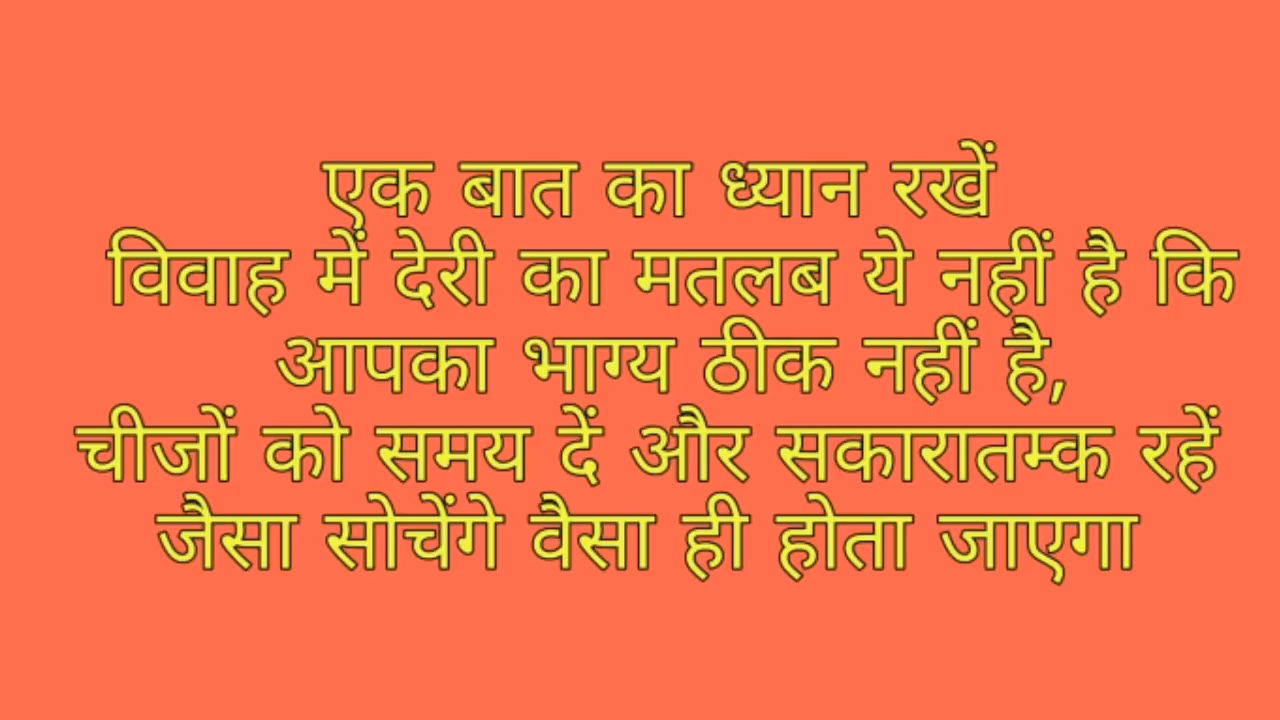 एक बात का ध्यान रखें
विवाह में देरी का मतलब ये नहीं है कि
आपका भाग्य ठीक नहीं है,
चीजों को समय दें और सकारातम्क रहें
जैसा सोचेंगे वैसा ही होता जाएगा